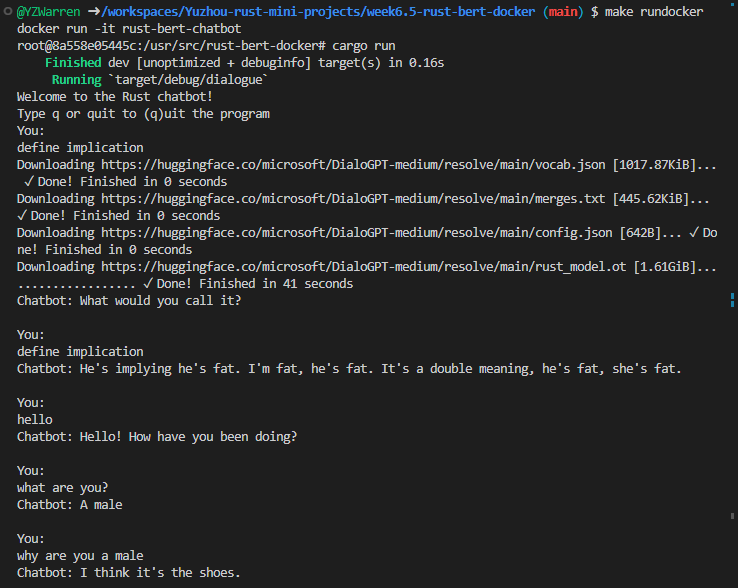 @YZWarren ➜/workspaces/Yuzhou-rust-mini-projects/week6.5-rust-bert-docker (main) $ make rundocker
docker run -it rust-bert-chatbot
root@8a558e05445c:/usr/src/rust-bert-docker# cargo run
Finished dev [unoptimized + debuginfo] target(s) in 0.16s
Running `target/debug/dialogue`
Welcome to the Rust chatbot!
Type q or quit to (q)uit the program
You:
define implication
Downloading https://huggingface.co/microsoft/DialoGPT-medium/resolve/main/vocab.json [1017.87KiB]...
✓ Done! Finished in 0 seconds
Downloading https://huggingface.co/microsoft/DialoGPT-medium/resolve/main/merges.txt [445.62KiB]...
✓ Done! Finished in 0 seconds
Downloading https://huggingface.co/microsoft/DialoGPT-medium/resolve/main/config.json [642B]... ✓ Do
ne! Finished in 0 seconds
Downloading https://huggingface.co/microsoft/DialoGPT-medium/resolve/main/rust_model.ot [1.61GiB]...
................. ✓ Done! Finished in 41 seconds
Chatbot: What would you call it?
You:
define implication
Chatbot: He's implying he's fat. I'm fat, he's fat. It's a double meaning, he's fat, she's fat.
You:
hello
Chatbot: Hello! How have you been doing?
You:
what are you?
Chatbot: A male
You:
why are you a male
Chatbot: I think it's the shoes.